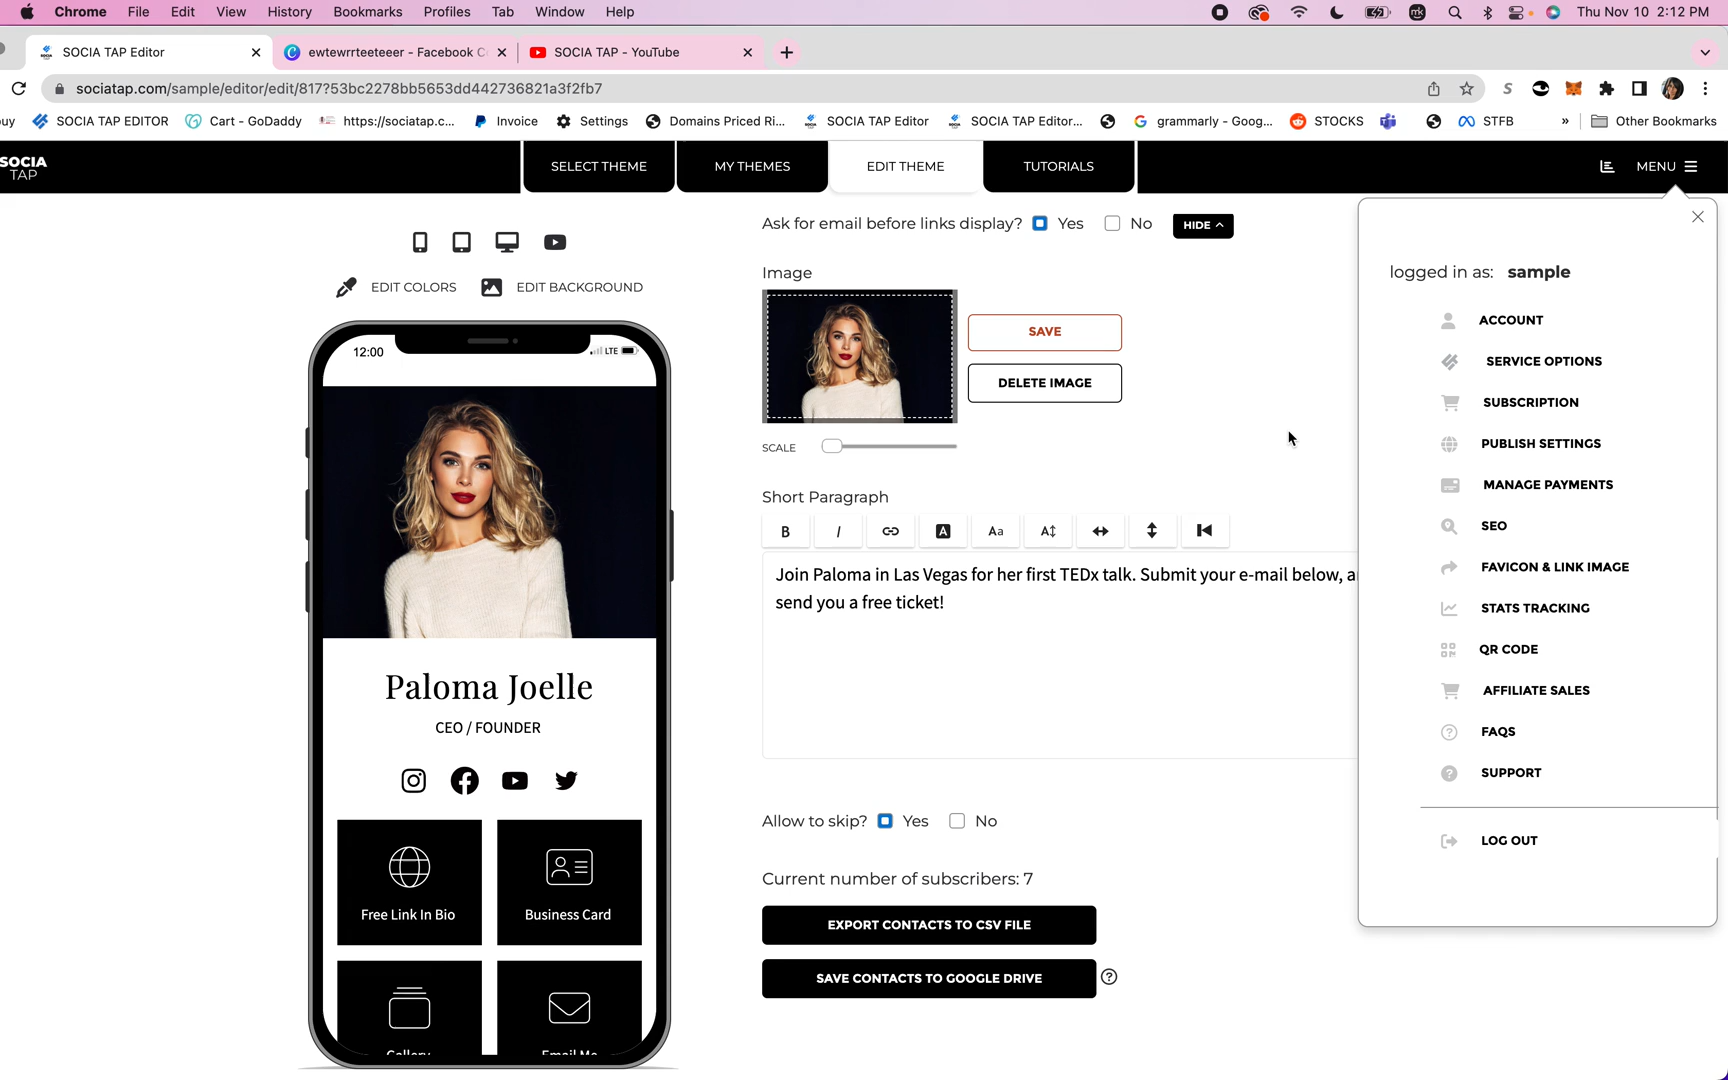 Chrome File Edit View History Bookmarks Profiles Tab Window Help Thu Nov 10 2:12 PM
SOCIA TAP Editor ewtewrrteeteeer - Facebook C SOCIA TAP - YouTube
sociatap.com/sample/editor/edit/817?53bc2278bb5653dd442736821a3f2fb7
uy SOCIA TAP EDITOR Cart - GoDaddy https://sociatap.c... Invoice Settings Domains Priced Ri... SOCIA TAP Editor SOCIA TAP Editor... grammarly - Goog... STOCKS STFB » Other Bookmarks
SOCIA
TAP
SELECT THEME MY THEMES EDIT THEME TUTORIALS MENU
Ask for email before links display? Yes No HIDE
EDIT COLORS EDIT BACKGROUND
Image
SAVE
DELETE IMAGE
SCALE
12:00 LTE
Short Paragraph
B I A Aa A
Join Paloma in Las Vegas for her first TEDx talk. Submit your e-mail below, a
send you a free ticket!
Paloma Joelle
CEO / FOUNDER
Free Link In Bio Business Card
Gallery Email Me
Allow to skip? Yes No
Current number of subscribers: 7
EXPORT CONTACTS TO CSV FILE
SAVE CONTACTS TO GOOGLE DRIVE ?
logged in as: sample
ACCOUNT
SERVICE OPTIONS
SUBSCRIPTION
PUBLISH SETTINGS
MANAGE PAYMENTS
SEO
FAVICON & LINK IMAGE
STATS TRACKING
QR CODE
AFFILIATE SALES
FAQS
SUPPORT
LOG OUT